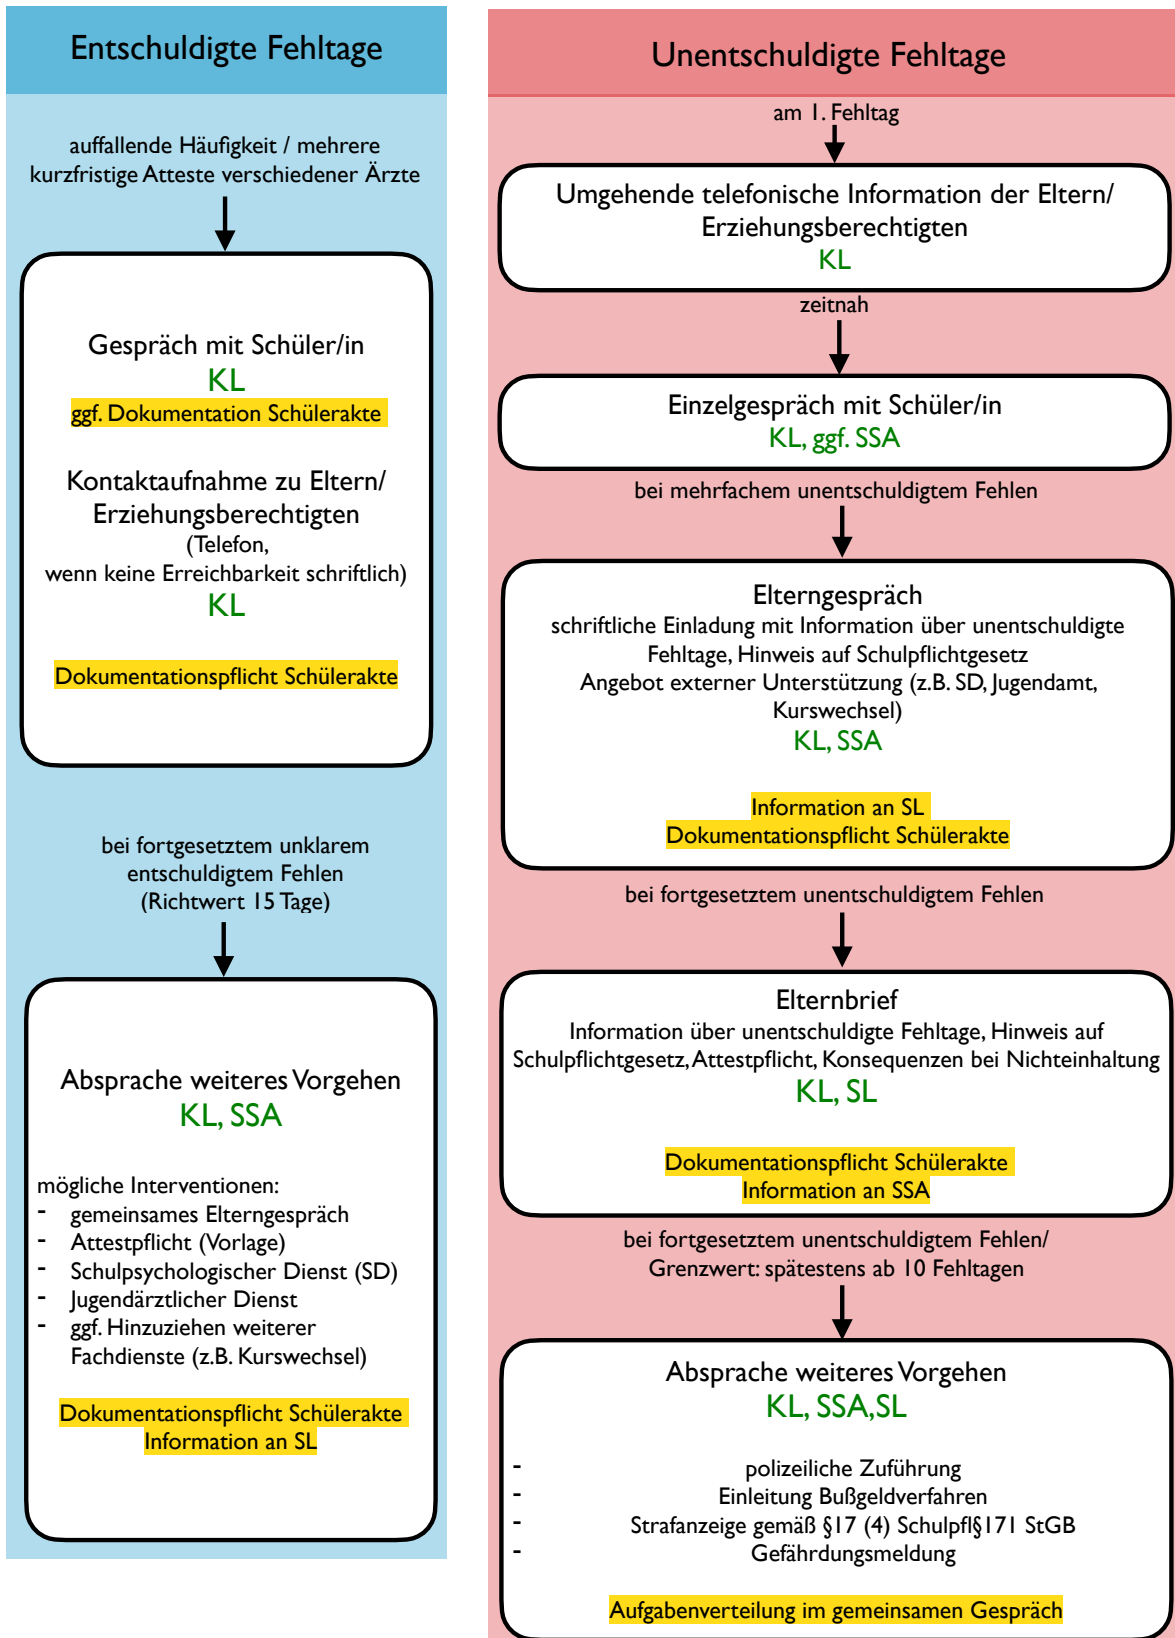 Entschuldigte Fehltage
auffallende Häufigkeit / mehrere
kurzfristige Atteste verschiedener Ärzte
Gespräch mit Schüler/in
KL
ggf. Dokumentation Schülerakte
Kontaktaufnahme zu Eltern/
Erziehungsberechtigten
(Telefon,
wenn keine Erreichbarkeit schriftlich)
KL
Dokumentationspflicht Schülerakte
bei fortgesetztem unklarem
entschuldigtem Fehlen
(Richtwert 15 Tage)
Absprache weiteres Vorgehen
KL, SSA
mögliche Interventionen:
- gemeinsames Elterngespräch
- Attestpflicht (Vorlage)
- Schulpsychologischer Dienst (SD)
- Jugendärztlicher Dienst
- ggf. Hinzuziehen weiterer
Fachdienste (z.B. Kurswechsel)
Dokumentationspflicht Schülerakte
Information an SL
Unentschuldigte Fehltage
am 1. Fehltag
Umgehende telefonische Information der Eltern/
Erziehungsberechtigten
KL
zeitnah
Einzelgespräch mit Schüler/in
KL, ggf. SSA
bei mehrfachem unentschuldigtem Fehlen
Elterngespräch
schriftliche Einladung mit Information über unentschuldigte
Fehltage, Hinweis auf Schulpflichtgesetz
Angebot externer Unterstützung (z.B. SD, Jugendamt,
Kurswechsel)
KL, SSA
Information an SL
Dokumentationspflicht Schülerakte
bei fortgesetztem unentschuldigtem Fehlen
Elternbrief
Information über unentschuldigte Fehltage, Hinweis auf
Schulpflichtgesetz, Attestpflicht, Konsequenzen bei Nichteinhaltung
KL, SL
Dokumentationspflicht Schülerakte
Information an SSA
bei fortgesetztem unentschuldigtem Fehlen/
Grenzwert: spätestens ab 10 Fehltagen
Absprache weiteres Vorgehen
KL, SSA,SL
- polizeiliche Zuführung
- Einleitung Bußgeldverfahren
- Strafanzeige gemäß §17 (4) Schulpfl§171 StGB
- Gefährdungsmeldung
Aufgabenverteilung im gemeinsamen Gespräch